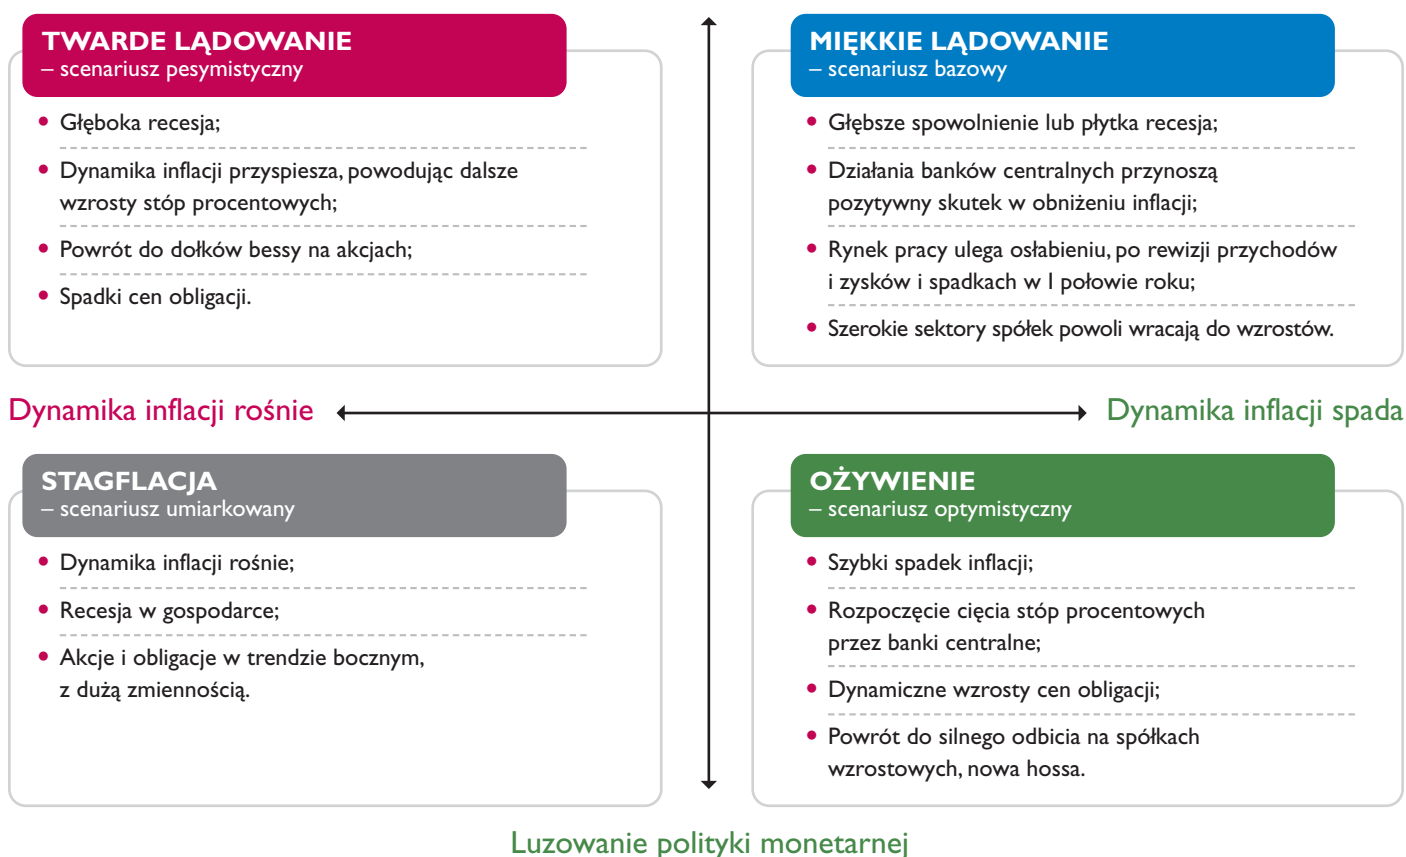 TWARDE LĄDOWANIE
– scenariusz pesymistyczny
• Głęboka recesja;
• Dynamika inflacji przyspiesza, powodując dalsze
wzrosty stóp procentowych;
• Powrót do dołków bessy na akcjach;
• Spadki cen obligacji.
MIĘKKIE LĄDOWANIE
– scenariusz bazowy
• Głębsze spowolnienie lub płytka recesja;
• Działania banków centralnych przynoszą
pozytywny skutek w obniżeniu inflacji;
• Rynek pracy ulega osłabieniu, po rewizji przychodów
i zysków i spadkach w I połowie roku;
• Szerokie sektory spółek powoli wracają do wzrostów.
Dynamika inflacji rośnie
Dynamika inflacji spada
STAGFLACJA
– scenariusz umiarkowany
• Dynamika inflacji rośnie;
• Recesja w gospodarce;
• Akcje i obligacje w trendzie bocznym,
z dużą zmiennością.
OŻYWIENIE
– scenariusz optymistyczny
• Szybki spadek inflacji;
• Rozpoczęcie cięcia stóp procentowych
przez banki centralne;
• Dynamiczne wzrosty cen obligacji;
• Powrót do silnego odbicia na spółkach
wzrostowych, nowa hossa.
Luzowanie polityki monetarnej